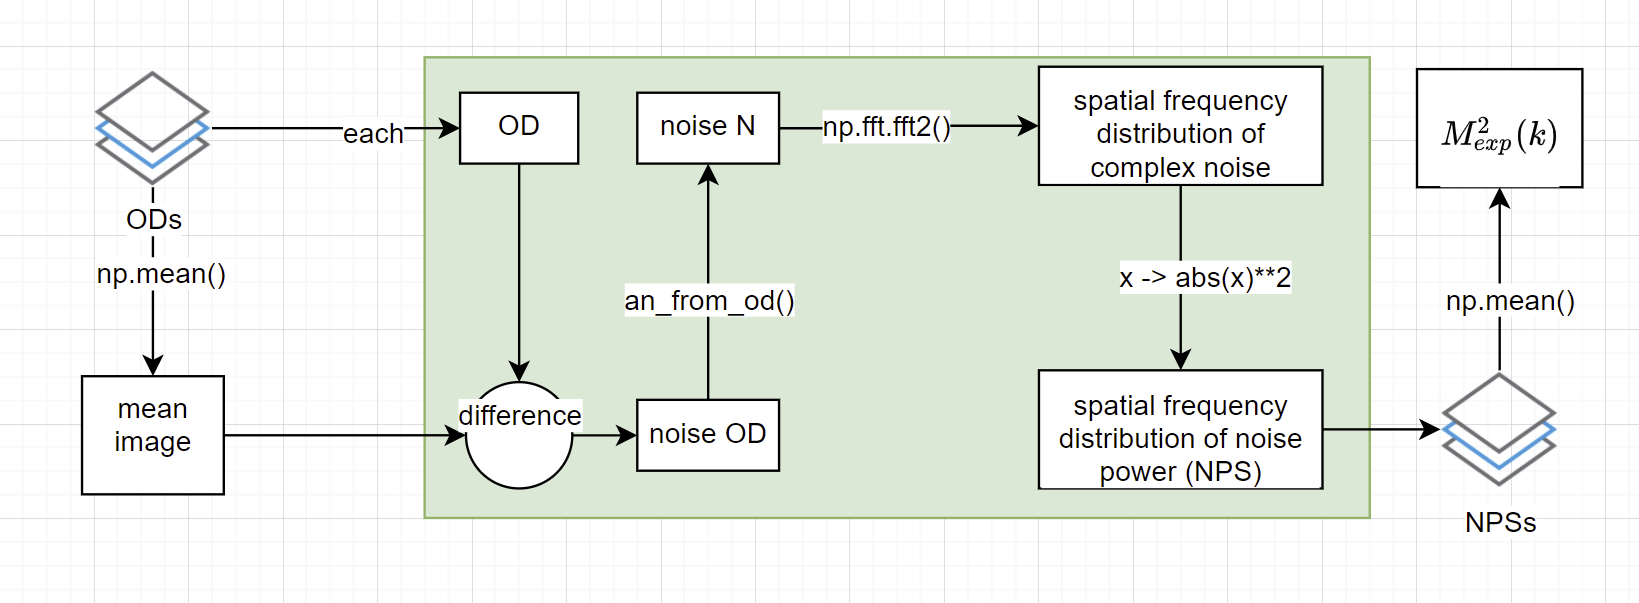 ODs
np.mean()
mean
image
each
OD
difference
noise OD
an_from_od()
noise N
np.fft.fft2()
spatial frequency
distribution of
complex noise
x -> abs(x)**2
spatial frequency
distribution of noise
power (NPS)
NPSs
np.mean()
M²exp(k)